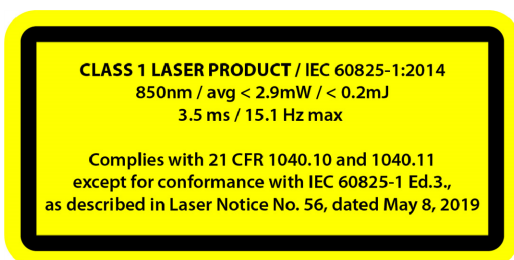 CLASS 1 LASER PRODUCT / IEC 60825-1:2014
850nm / avg < 2.9mW / < 0.2mJ
3.5 ms / 15.1 Hz max
Complies with 21 CFR 1040.10 and 1040.11
except for conformance with IEC 60825-1 Ed.3.,
as described in Laser Notice No. 56, dated May 8, 2019